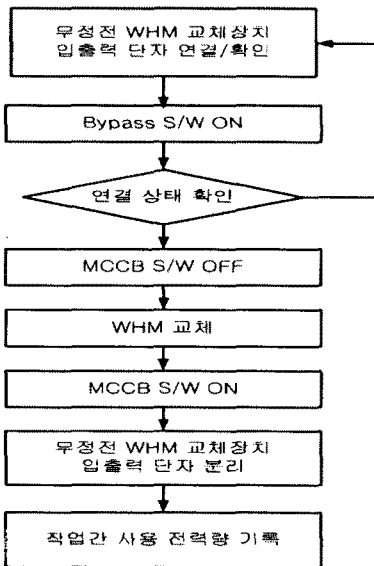 무정전 WHM 교체장치
입출력 단자 연결/확인
Bypass S/W ON
연결 상태 확인
MCCB S/W OFF
WHM 교체
MCCB S/W ON
무정전 WHM 교체장치
입출력 단자 분리
작업간 사용 전력량 기록